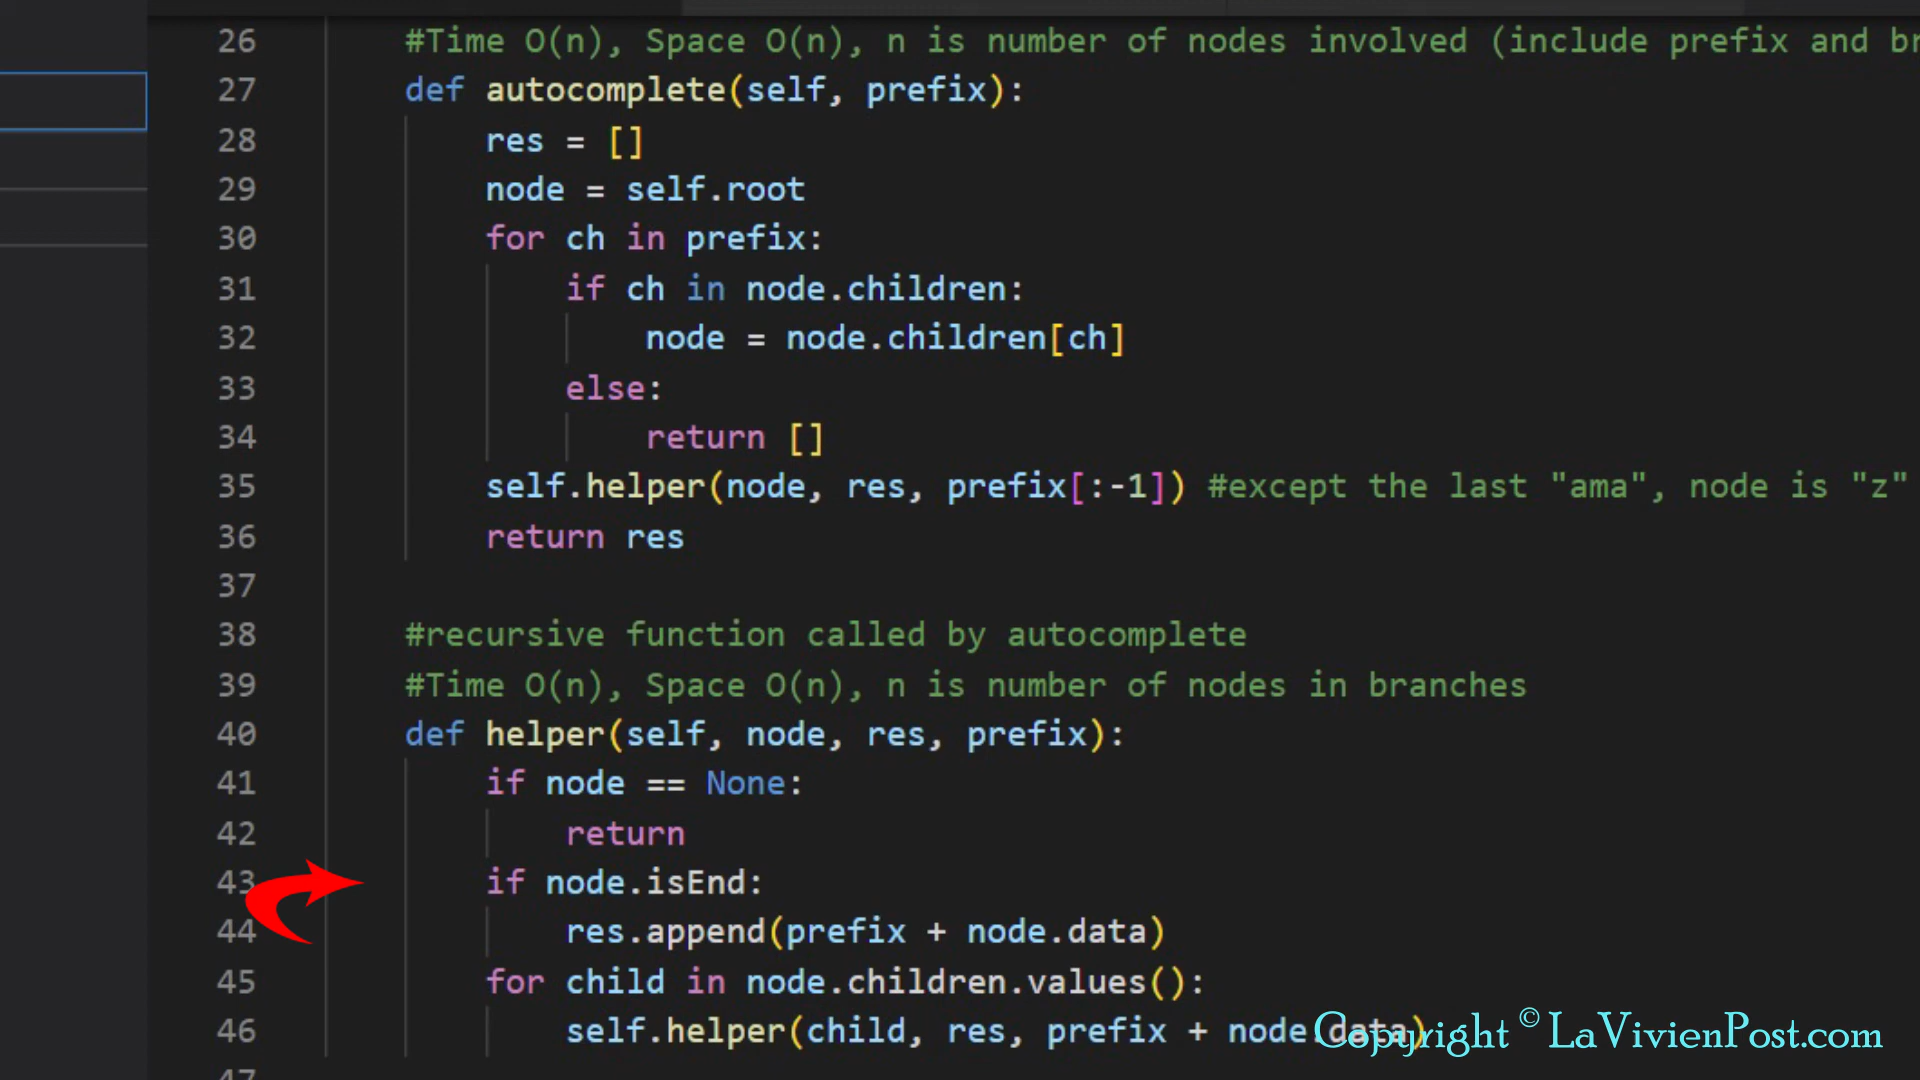 26 #Time O(n), Space O(n), n is number of nodes involved (include prefix and
27 def autocomplete(self, prefix):
28 res = []
29 node = self.root
30 for ch in prefix:
31 if ch in node.children:
32 node = node.children[ch]
33 else:
34 return []
35 self.helper(node, res, prefix[:-1]) #except the last "ama", node is "z"
36 return res
37
38 #recursive function called by autocomplete
39 #Time O(n), Space O(n), n is number of nodes in branches
40 def helper(self, node, res, prefix):
41 if node == None:
42 return
43 if node.isEnd:
44 res.append(prefix + node.data)
45 for child in node.children.values():
46 self.helper(child, res, prefix + node.data)
Copyright © LaVivienPost.com
47